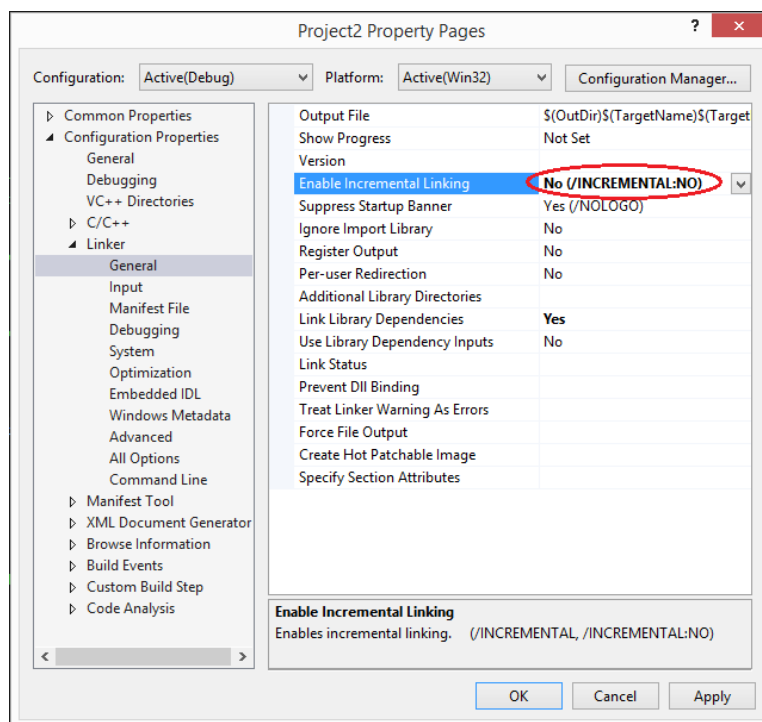 Project2 Property Pages
? ×
Configuration: Active(Debug) Platform: Active(Win32) Configuration Manager...
Common Properties
Configuration Properties
General
Debugging
VC++ Directories
C/C++
Linker
General
Input
Manifest File
Debugging
System
Optimization
Embedded IDL
Windows Metadata
Advanced
All Options
Command Line
Manifest Tool
XML Document Generator
Browse Information
Build Events
Custom Build Step
Code Analysis
Output File $(OutDir)$(TargetName)$(Target
Show Progress Not Set
Version
Enable Incremental Linking No (/INCREMENTAL:NO)
Suppress Startup Banner Yes (/NOLOGO)
Ignore Import Library No
Register Output No
Per-user Redirection No
Additional Library Directories
Link Library Dependencies Yes
Use Library Dependency Inputs No
Link Status
Prevent Dll Binding
Treat Linker Warning As Errors
Force File Output
Create Hot Patchable Image
Specify Section Attributes
Enable Incremental Linking
Enables incremental linking. (/INCREMENTAL, /INCREMENTAL:NO)
OK Cancel Apply